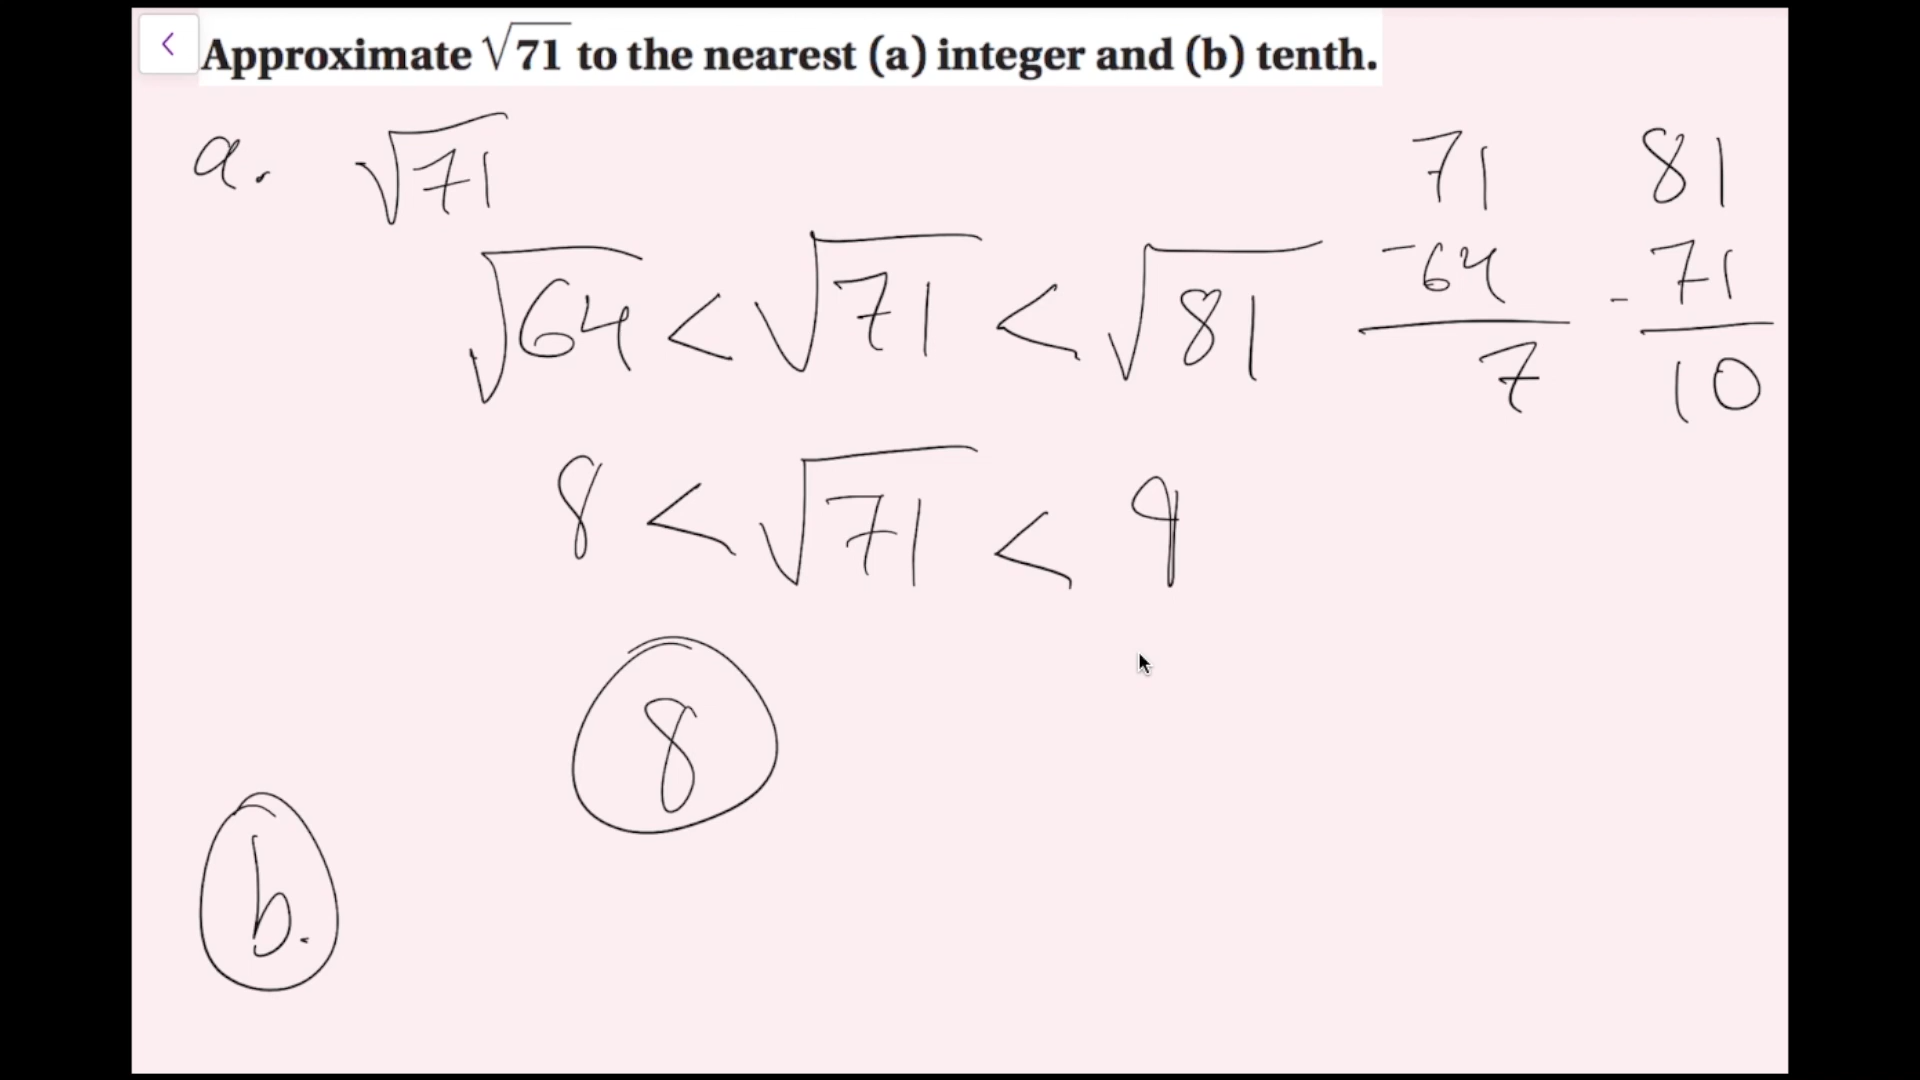 Approximate √71 to the nearest (a) integer and (b) tenth.
a. √71
√64 < √71 < √81
8 < √71 < 9
8
b.
71
-64
7
81
- 71
10